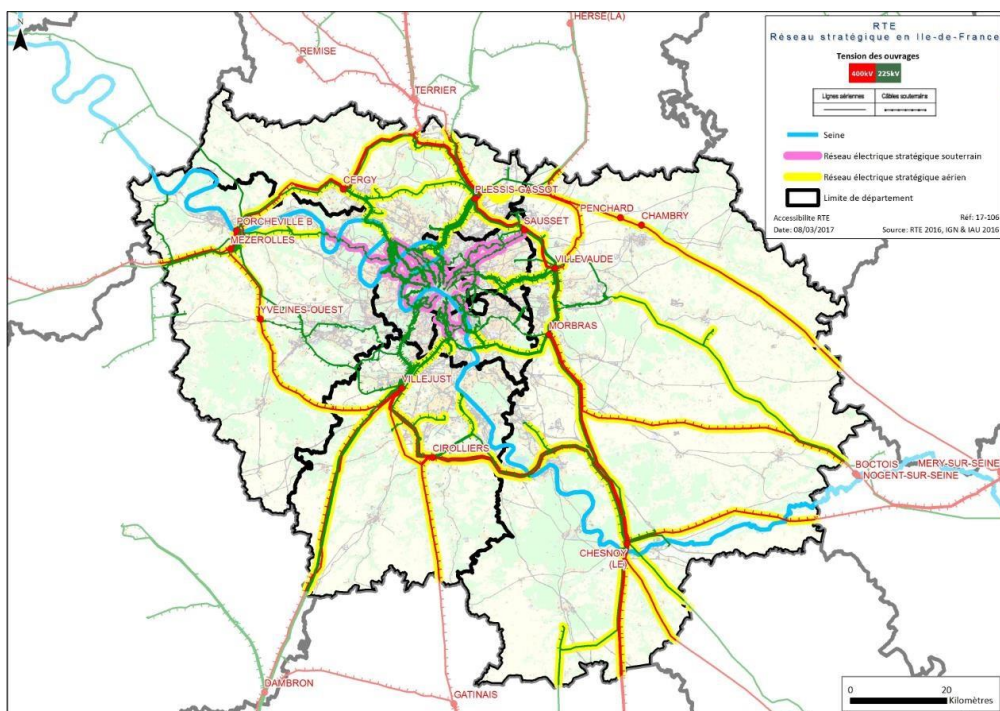 N
HERSE(LA)
REMISE
TERRIER
RTE
Réseau stratégique en Ile-de-France
Tension des ouvrages
400kV 225kV
Lignes aériennes Câbles souterrains
Seine
Réseau électrique stratégique souterrain
Réseau électrique stratégique aérien
Limite de département
Accessibilite RTE Réf: 17-106
Date: 08/03/2017 Source: RTE 2016, IGN & IAU 2016
CERGY
PLESSIS-GASSOT
PENCHARD
CHAMBRY
SAUSSET
PORCHEVILLE B
MEZEROLLES
VILLEVAUDE
YVELINES-OUEST
MORBRAS
VILLEJUST
CIROLLIERS
BOCTOIS
MERY-SUR-SEINE
NOGENT-SUR-SEINE
CHESNOY
(LE)
DAMBRON
GATINAIS
0 20
Kilomètres